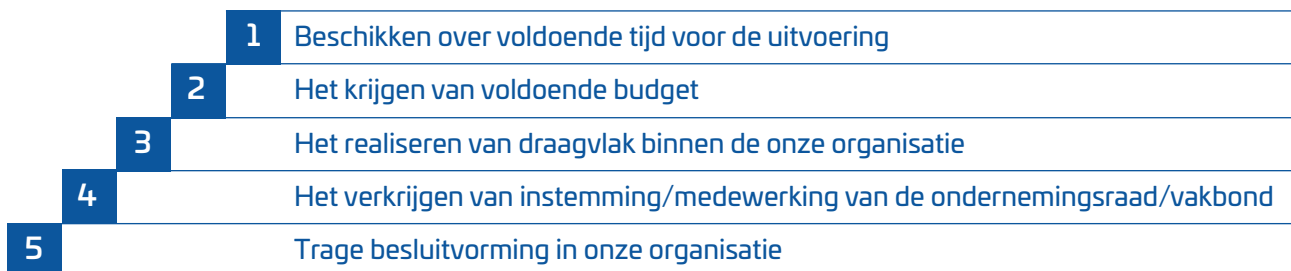 1 Beschikken over voldoende tijd voor de uitvoering
2 Het krijgen van voldoende budget
3 Het realiseren van draagvlak binnen de onze organisatie
4 Het verkrijgen van instemming/medewerking van de ondernemingsraad/vakbond
5 Trage besluitvorming in onze organisatie